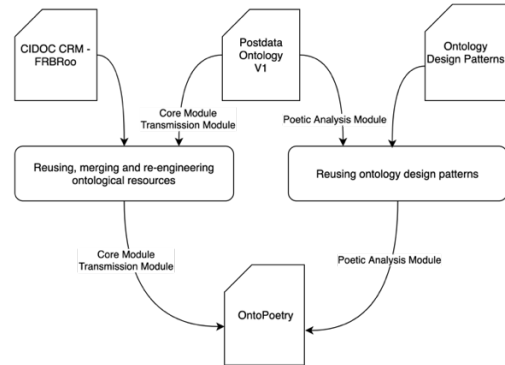 CIDOC CRM -
FRBRoo
Postdata
Ontology
V1
Ontology
Design Patterns
Core Module
Transmission Module
Poetic Analysis Module
Reusing, merging and re-engineering
ontological resources
Reusing ontology design patterns
Core Module
Transmission Module
Poetic Analysis Module
OntoPoetry